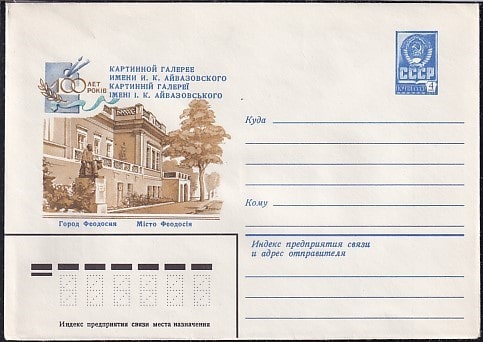 100 ЛЕТ
РОКІВ
КАРТИННОЙ ГАЛЕРЕЕ
ИМЕНИ И. К. АЙВАЗОВСКОГО
КАРТИННІЙ ГАЛЕРЕЇ
ІМЕНІ І. К. АЙВАЗОВСЬКОГО
Город Феодосия Місто Феодосія
СССР
4
Куда
Кому
Индекс предприятия связи
и адрес отправителя
Индекс предприятия связи места назначения